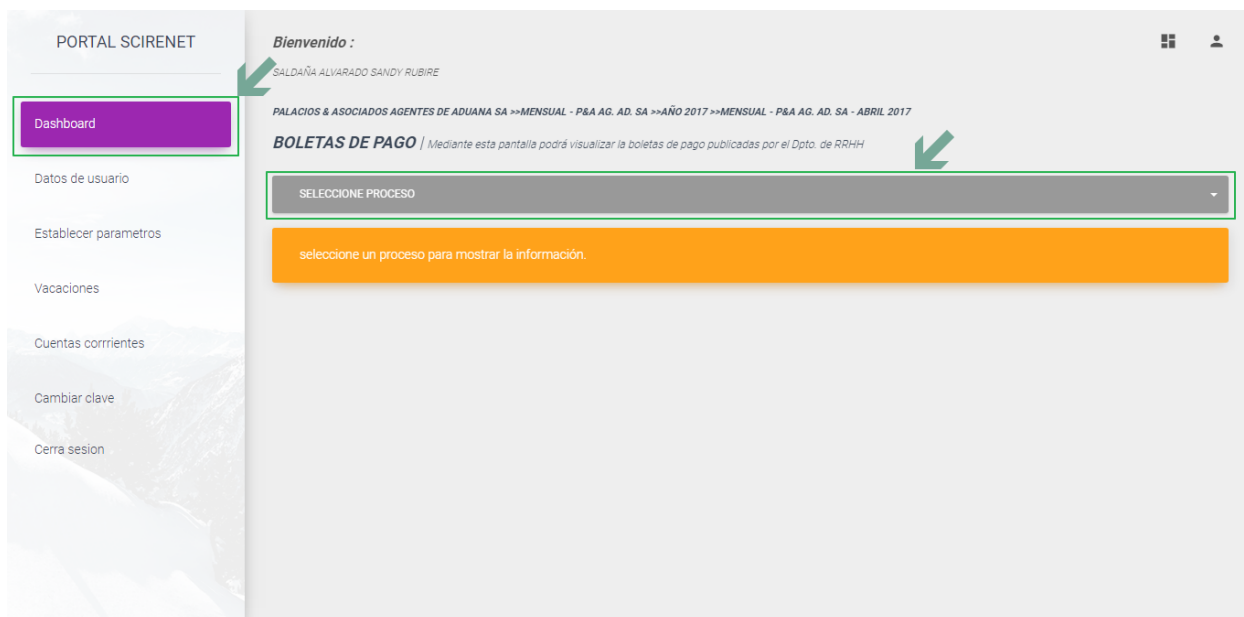 PORTAL SCIRENET
Dashboard
Datos de usuario
Establecer parametros
Vacaciones
Cuentas corrrientes
Cambiar clave
Cerra sesion
Bienvenido :
SALDAÑA ALVARADO SANDY RUBIRE
PALACIOS & ASOCIADOS AGENTES DE ADUANA SA >>MENSUAL - P&A AG. AD. SA >>AÑO 2017 >>MENSUAL - P&A AG. AD. SA - ABRIL 2017
BOLETAS DE PAGO | Mediante esta pantalla podrá visualizar la boletas de pago publicadas por el Dpto. de RRHH
SELECCIONE PROCESO
seleccione un proceso para mostrar la información.